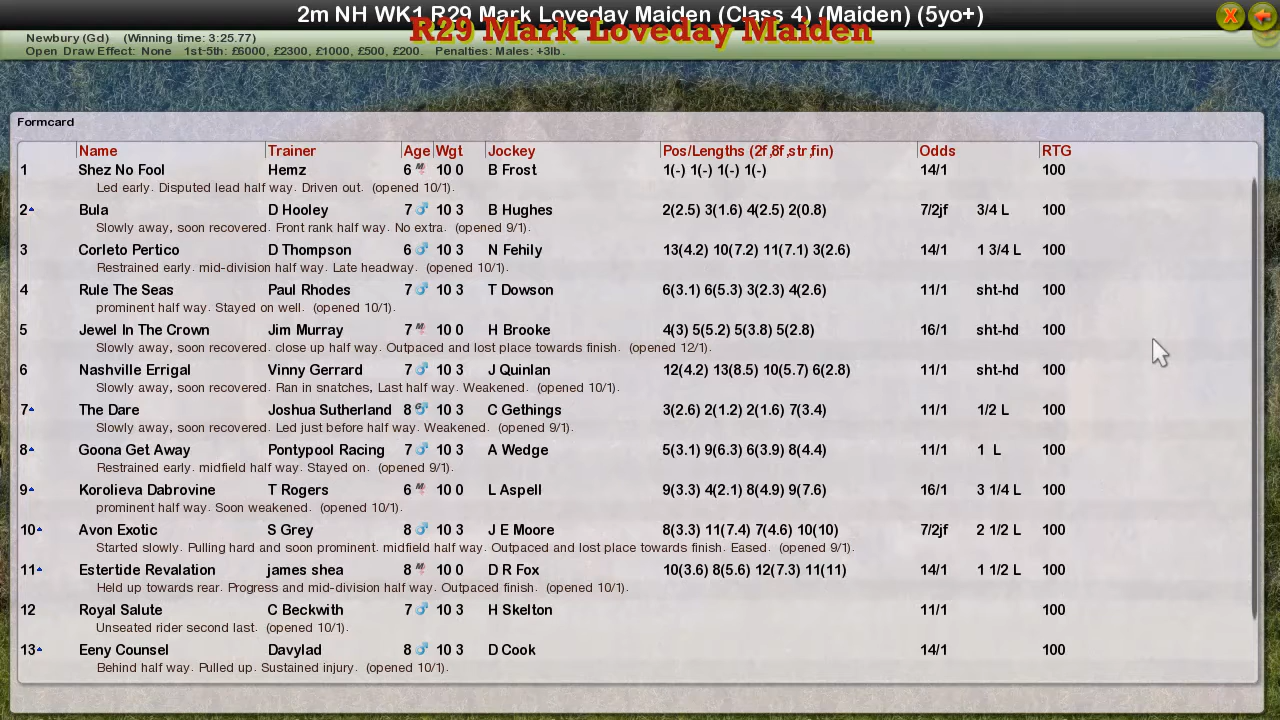 2m NH WK1 R29 Mark Loveday Maiden (Class 4) (Maiden) (5yo+)
R29 Mark Loveday Maiden
Newbury (Gd) (Winning time: 3:25.77)
Open Draw Effect: None 1st-5th: £6000, £2300, £1000, £500, £200. Penalties: Males: +3lb.
X
Formcard
Name Trainer Age Wgt Jockey Pos/Lengths (2f,8f,str,fin) Odds RTG
1 Shez No Fool Hemz 6 10 0 B Frost 1(-) 1(-) 1(-) 1(-) 14/1 100
Led early. Disputed lead half way. Driven out. (opened 10/1).
2 Bula D Hooley 7 10 3 B Hughes 2(2.5) 3(1.6) 4(2.5) 2(0.8) 7/2jf 3/4 L 100
Slowly away, soon recovered. Front rank half way. No extra. (opened 9/1).
3 Corleto Pertico D Thompson 6 10 3 N Fehily 13(4.2) 10(7.2) 11(7.1) 3(2.6) 14/1 1 3/4 L 100
Restrained early. mid-division half way. Late headway. (opened 10/1).
4 Rule The Seas Paul Rhodes 7 10 3 T Dowson 6(3.1) 6(5.3) 3(2.3) 4(2.6) 11/1 sht-hd 100
prominent half way. Stayed on well. (opened 10/1).
5 Jewel In The Crown Jim Murray 7 10 0 H Brooke 4(3) 5(5.2) 5(3.8) 5(2.8) 16/1 sht-hd 100
Slowly away, soon recovered. close up half way. Outpaced and lost place towards finish. (opened 12/1).
6 Nashville Errigal Vinny Gerrard 7 10 3 J Quinlan 12(4.2) 13(8.5) 10(5.7) 6(2.8) 11/1 sht-hd 100
Slowly away, soon recovered. Ran in snatches, Last half way. Weakened. (opened 10/1).
7 The Dare Joshua Sutherland 8 10 3 C Gethings 3(2.6) 2(1.2) 2(1.6) 7(3.4) 11/1 1/2 L 100
Slowly away, soon recovered. Led just before half way. Weakened. (opened 9/1).
8 Goona Get Away Pontypool Racing 7 10 3 A Wedge 5(3.1) 9(6.3) 6(3.9) 8(4.4) 11/1 1 L 100
Restrained early. midfield half way. Stayed on. (opened 9/1).
9 Korolieva Dabrovine T Rogers 6 10 0 L Aspell 9(3.3) 4(2.1) 8(4.9) 9(7.6) 16/1 3 1/4 L 100
prominent half way. Soon weakened. (opened 10/1).
10 Avon Exotic S Grey 8 10 3 J E Moore 8(3.3) 11(7.4) 7(4.6) 10(10) 7/2jf 2 1/2 L 100
Started slowly. Pulling hard and soon prominent. midfield half way. Outpaced and lost place towards finish. Eased. (opened 9/1).
11 Estertide Revalation james shea 8 10 0 D R Fox 10(3.6) 8(5.6) 12(7.3) 11(11) 14/1 1 1/2 L 100
Held up towards rear. Progress and mid-division half way. Outpaced finish. (opened 10/1).
12 Royal Salute C Beckwith 7 10 3 H Skelton 11/1 100
Unseated rider second last. (opened 10/1).
13 Eeny Counsel Davylad 8 10 3 D Cook 14/1 100
Behind half way. Pulled up. Sustained injury. (opened 10/1).